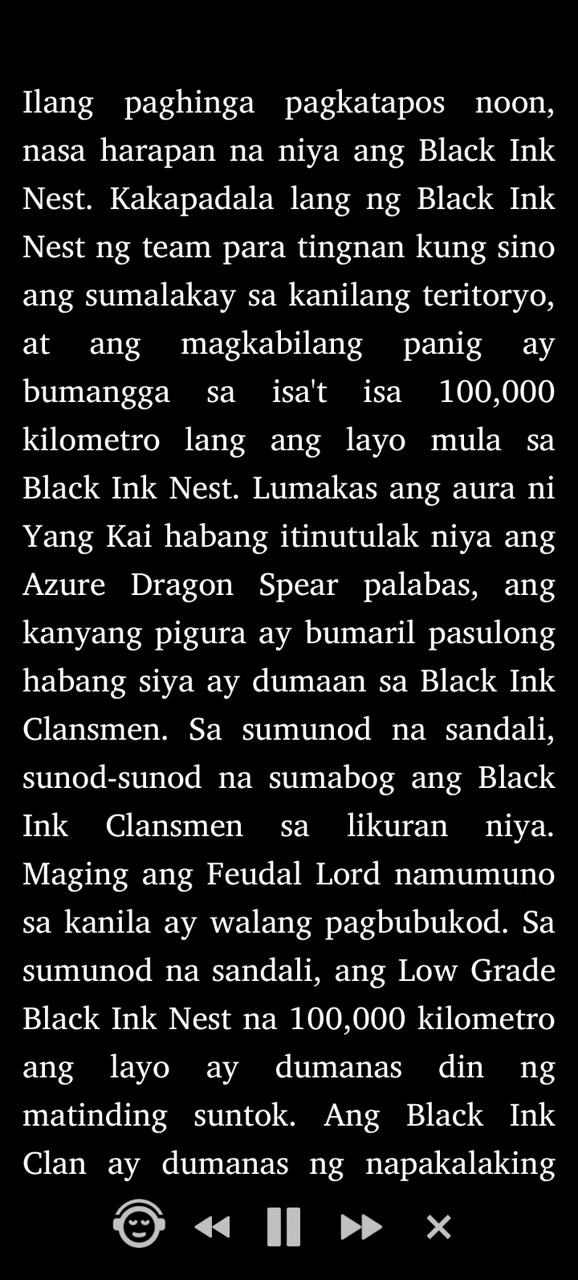 Ilang paghinga pagkatapos noon,
nasa harapan na niya ang Black Ink
Nest. Kakapadala lang ng Black Ink
Nest ng team para tingnan kung sino
ang sumalakay sa kanilang teritoryo,
at ang magkabilang panig ay
bumangga sa isa't isa 100,000
kilometro lang ang layo mula sa
Black Ink Nest. Lumakas ang aura ni
Yang Kai habang itinutulak niya ang
Azure Dragon Spear palabas, ang
kanyang pigura ay bumaril pasulong
habang siya ay dumaan sa Black Ink
Clansmen. Sa sumunod na sandali,
sunod-sunod na sumabog ang Black
Ink Clansmen sa likuran niya.
Maging ang Feudal Lord namumuno
sa kanila ay walang pagbubukod. Sa
sumunod na sandali, ang Low Grade
Black Ink Nest na 100,000 kilometro
ang layo ay dumanas din ng
matinding suntok. Ang Black Ink
Clan ay dumanas ng napakalaking